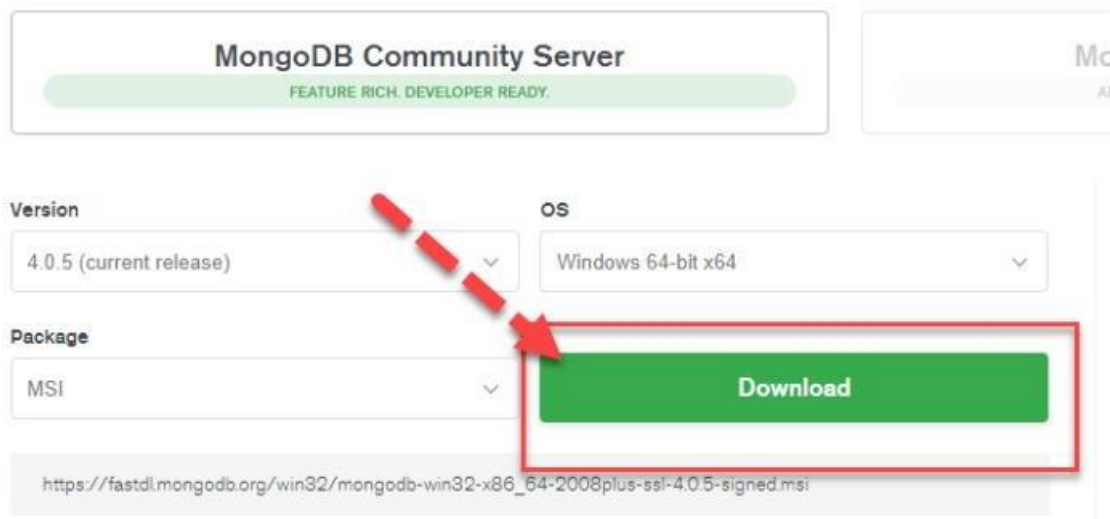 MongoDB Community Server
FEATURE RICH. DEVELOPER READY.
Version
OS
4.0.5 (current release)
Windows 64-bit x64
Package
MSI
Download
https://fastdl.mongodb.org/win32/mongodb-win32-x86_64-2008plus-ssl-4.0.5-signed.msi